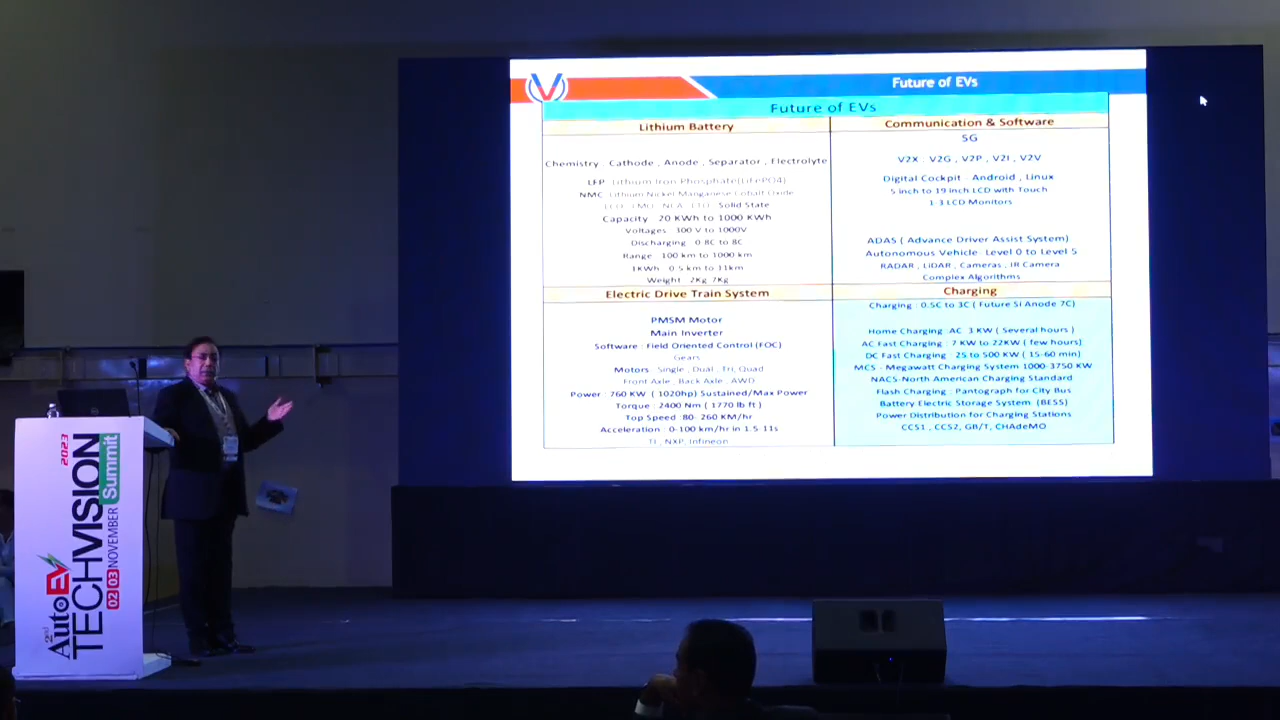 Future of EVs
Future of EVs
Lithium Battery
Chemistry : Cathode , Anode , Separator , Electrolyte
LFP : Lithium Iron Phosphate(LiFePO4)
NMC : Lithium Nickel Manganese Cobalt Oxide
LCO , LMO , NCA , LTO , Solid State
Capacity : 20 KWh to 1000 KWh
Voltages : 300 V to 1000V
Discharging : 0.8C to 8C
Range : 100 km to 1000 km
1KWh : 0.5 km to 11km
Weight : 2Kg-7Kg
Communication & Software
5G
V2X : V2G , V2P , V2I , V2V
Digital Cockpit : Android , Linux
5 inch to 19 inch LCD with Touch
1-3 LCD Monitors
ADAS ( Advance Driver Assist System)
Autonomous Vehicle : Level 0 to Level 5
RADAR , LiDAR , Cameras , IR Camera
Complex Algorithms
Electric Drive Train System
PMSM Motor
Main Inverter
Software : Field Oriented Control (FOC)
Gears
Motors : Single , Dual , Tri, Quad
Front Axle , Back Axle , AWD
Power : 760 KW ( 1020hp) Sustained/Max Power
Torque : 2400 Nm ( 1770 lb ft )
Top Speed :80- 260 KM/hr
Acceleration : 0-100 km/hr in 1.5-11s
TI , NXP, Infineon
Charging
Charging : 0.5C to 3C ( Future Si Anode 7C)
Home Charging :AC 3 KW ( Several hours )
AC Fast Charging : 7 KW to 22KW ( few hours)
DC Fast Charging : 25 to 500 KW ( 15-60 min)
MCS - Megawatt Charging System 1000-3750 KW
NACS-North American Charging Standard
Flash Charging : Pantograph for City Bus
Battery Electric Storage System (BESS)
Power Distribution for Charging Stations
CCS1 , CCS2, GB/T, CHAdeMO
2nd Auto EV
TECHVISION
2023
Summit
02 03 NOVEMBER